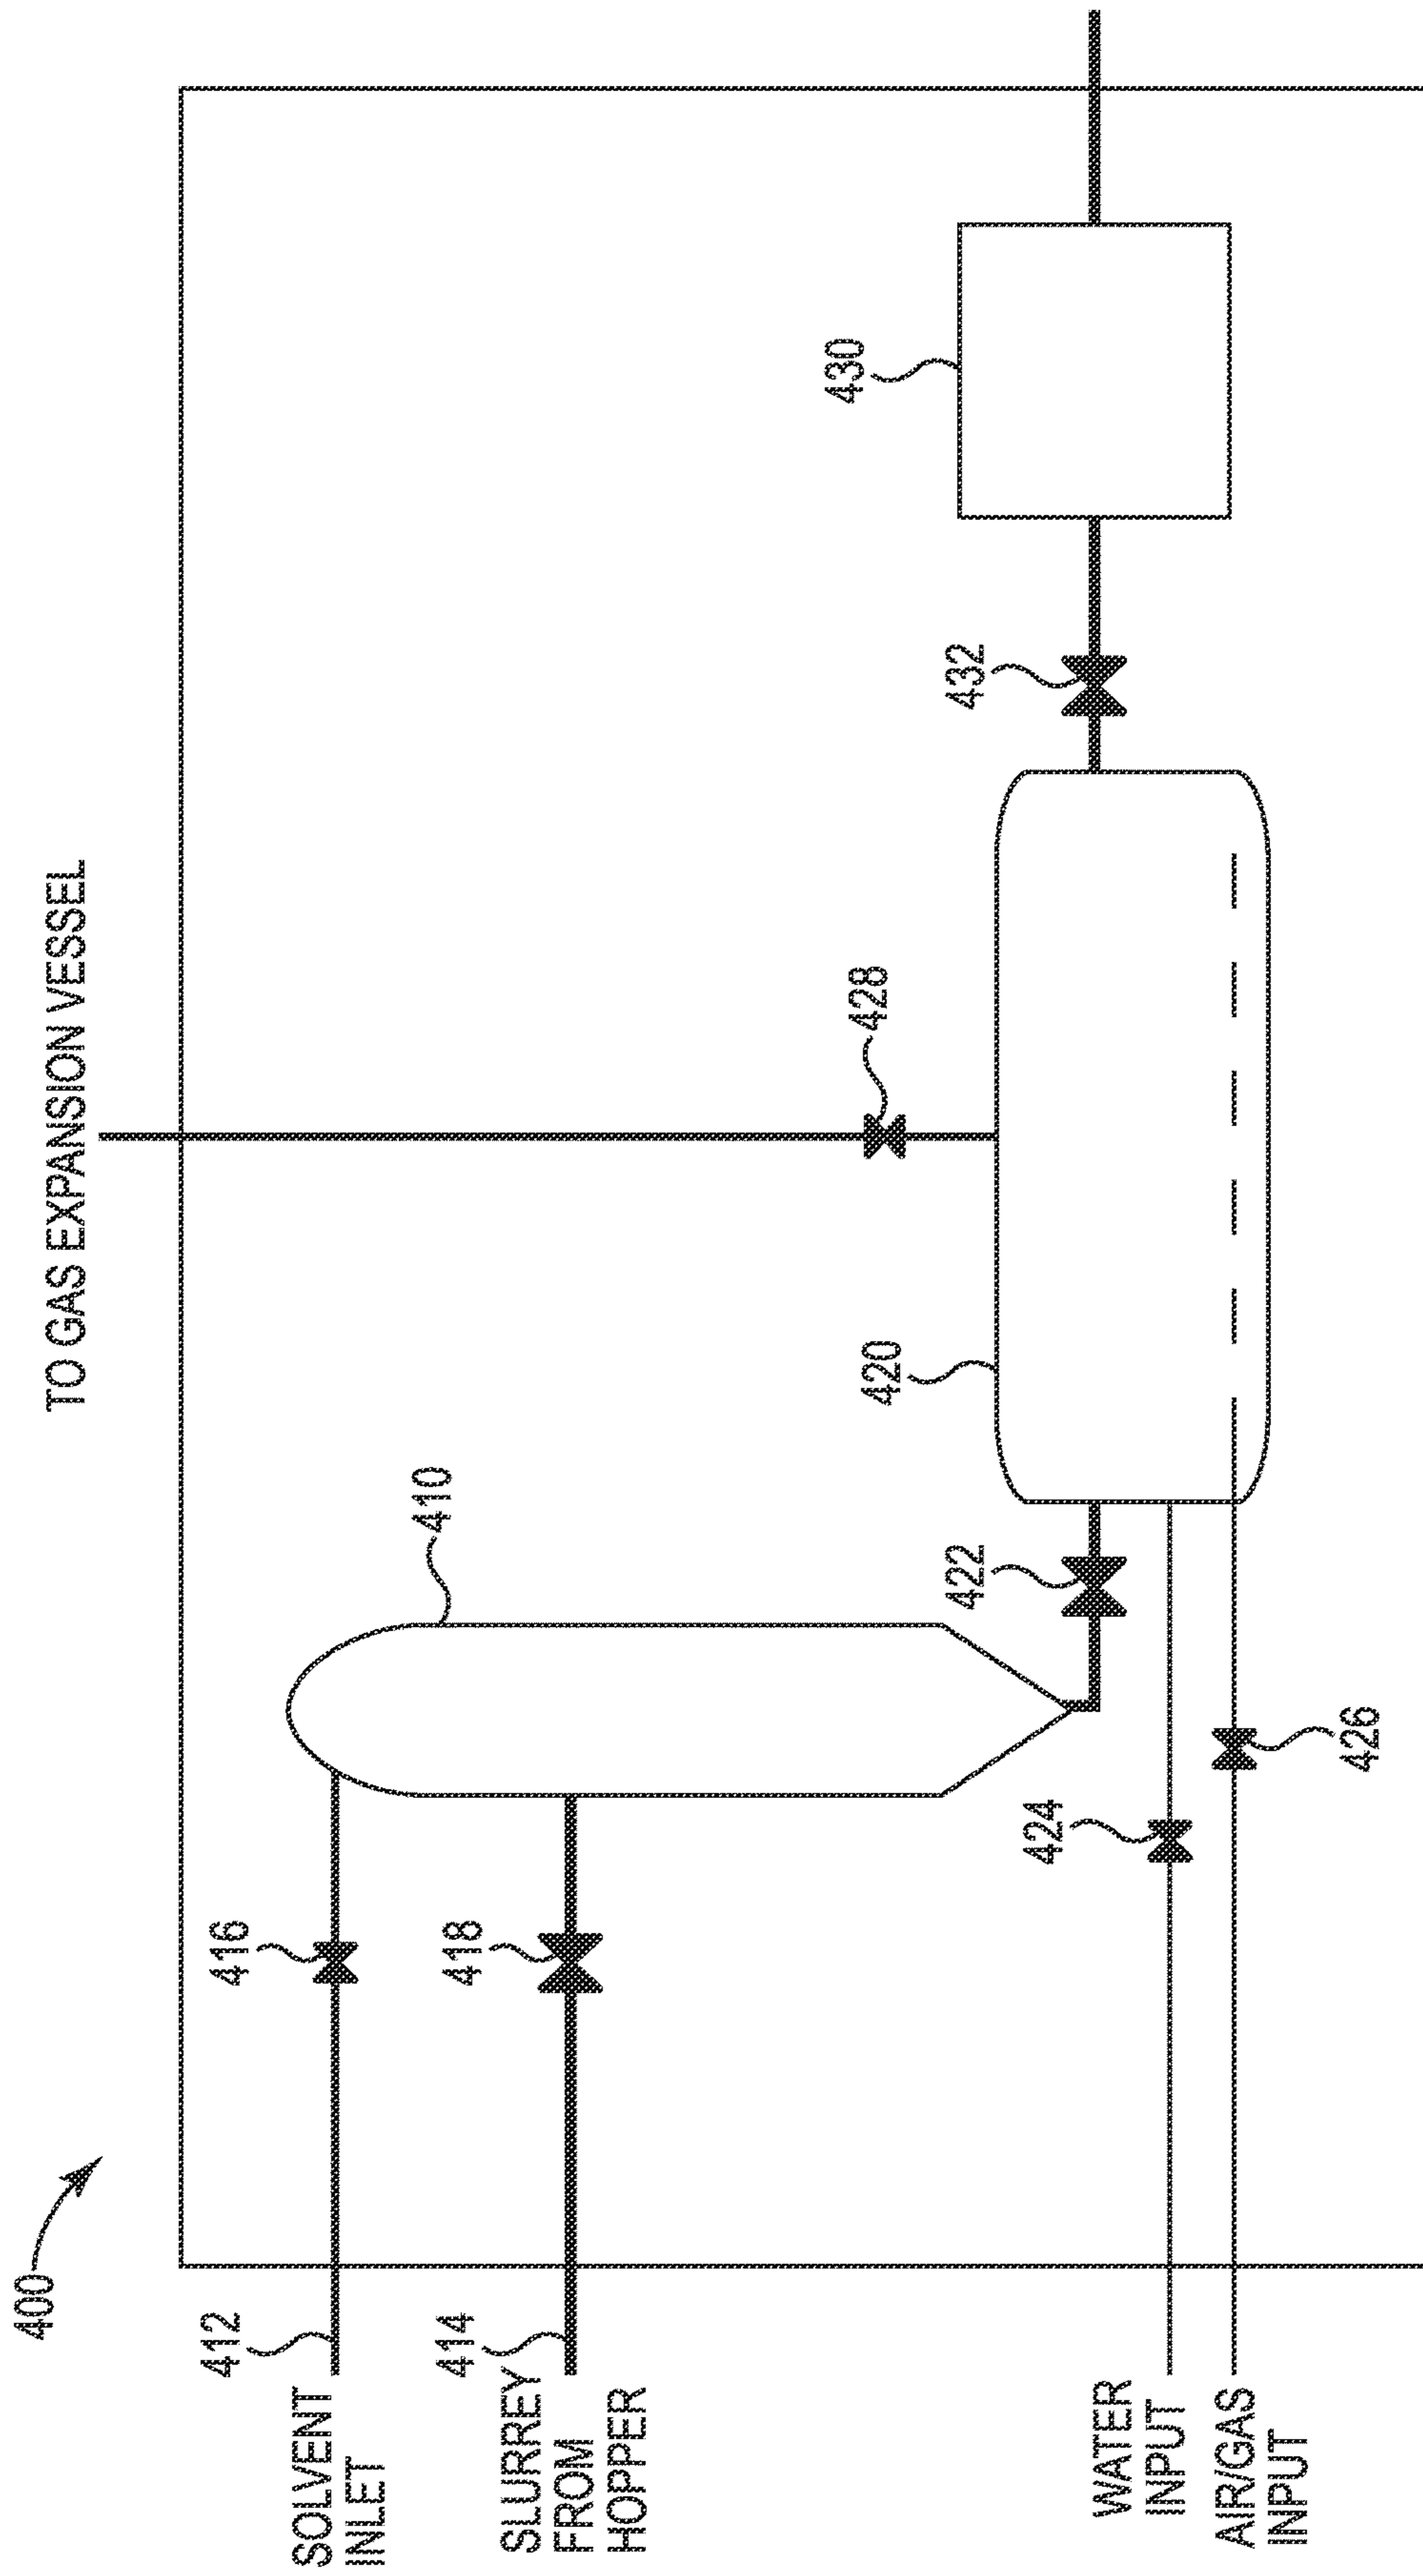 400
TO GAS EXPANSION VESSEL
412
SOLVENT
INLET
416
410
414
SLURREY
FROM
HOPPER
418
420
428
430
422
432
424
WATER
INPUT
AIR/GAS
INPUT
426